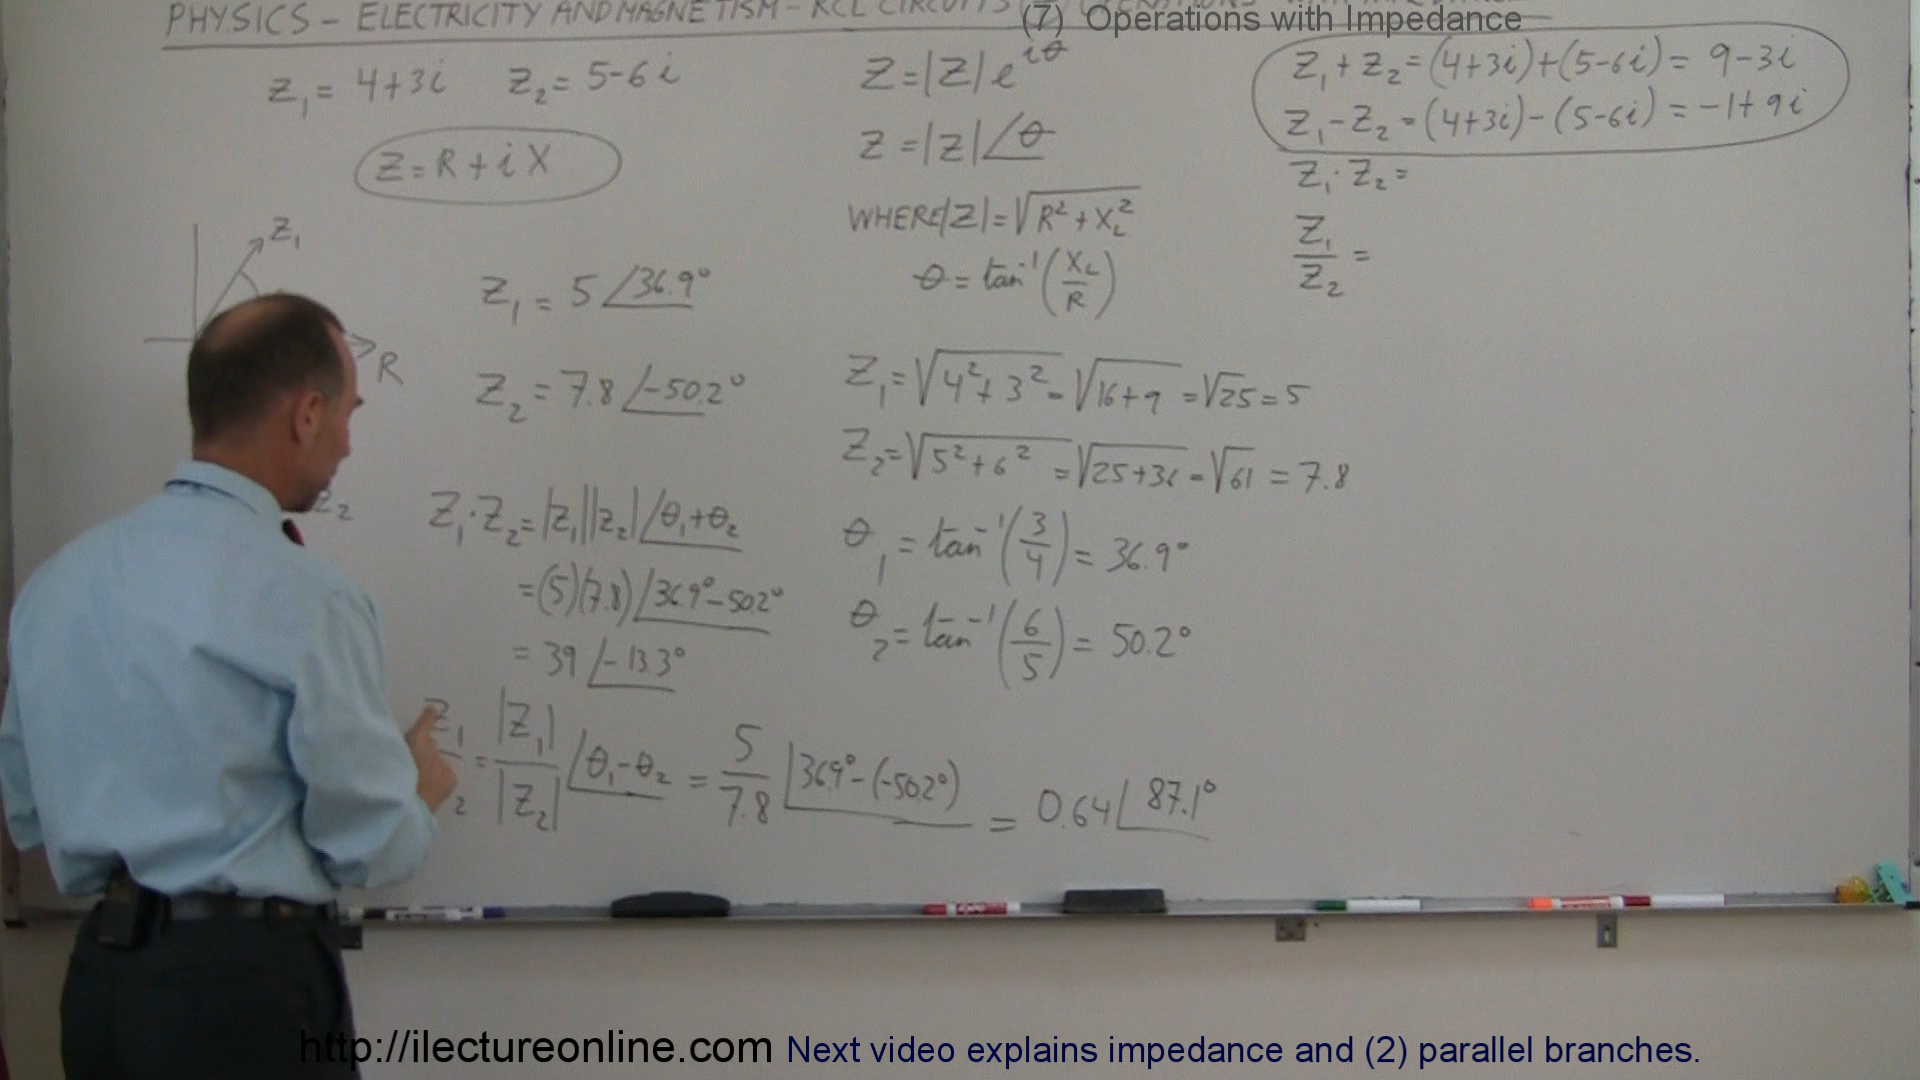 PHYSICS - ELECTRICITY AND MAGNETISM - RCL CIRCUITS
(7) Operations with Impedance
Z₁ = 4+3i Z₂ = 5-6i
Z = R + iX
Z₁
R
Z₂
Z₁ = 5 ∠36.9°
Z₂ = 7.8 ∠-50.2°
Z₁·Z₂ = |Z₁||Z₂| ∠θ₁+θ₂
= (5)(7.8) ∠36.9°-50.2°
= 39 ∠-13.3°
Z₁/Z₂ = |Z₁|/|Z₂| ∠θ₁-θ₂ = 5/7.8 ∠36.9°-(-50.2°) = 0.64 ∠87.1°
Z = |Z| e^{iθ}
Z = |Z| ∠θ
WHERE |Z| = √(R² + X_L²)
θ = tan⁻¹(X_L/R)
Z₁ = √(4²+3²) = √(16+9) = √25 = 5
Z₂ = √(5²+6²) = √(25+36) = √61 = 7.8
θ₁ = tan⁻¹(3/4) = 36.9°
θ₂ = tan⁻¹(6/5) = 50.2°
Z₁+Z₂ = (4+3i)+(5-6i) = 9-3i
Z₁-Z₂ = (4+3i)-(5-6i) = -1+9i
Z₁·Z₂ =
Z₁/Z₂ =
http://ilectureonline.com Next video explains impedance and (2) parallel branches.